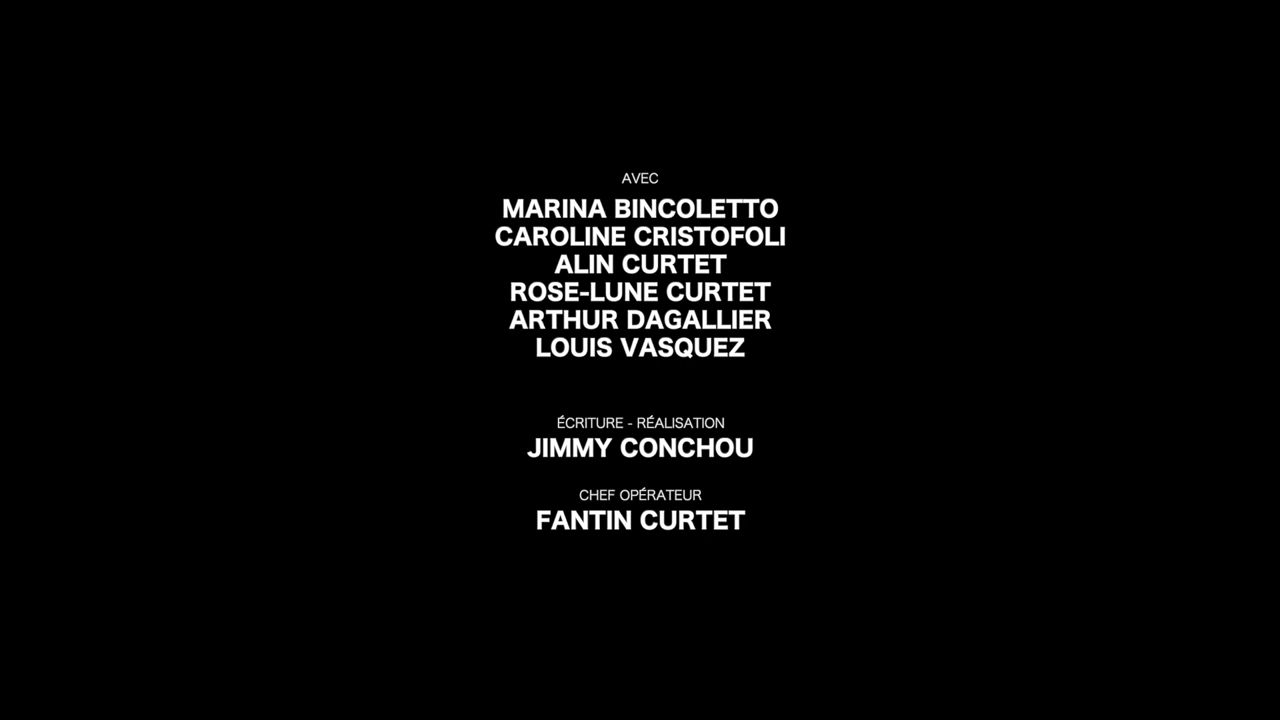 AVEC
MARINA BINCOLETTO
CAROLINE CRISTOFOLI
ALIN CURTET
ROSE-LUNE CURTET
ARTHUR DAGALLIER
LOUIS VASQUEZ
ÉCRITURE - RÉALISATION
JIMMY CONCHOU
CHEF OPÉRATEUR
FANTIN CURTET